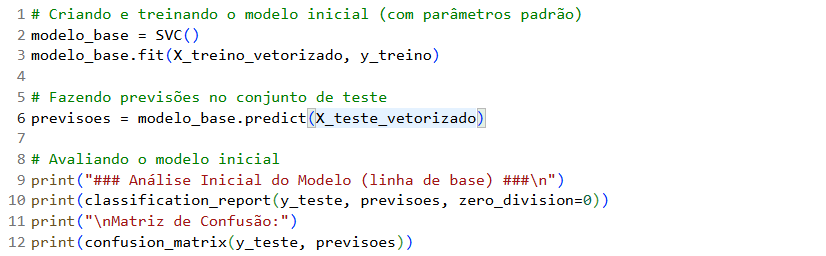 1 # Criando e treinando o modelo inicial (com parâmetros padrão)
2 modelo_base = SVC()
3 modelo_base.fit(X_treino_vetorizado, y_treino)
4
5 # Fazendo previsões no conjunto de teste
6 previsoes = modelo_base.predict(X_teste_vetorizado)
7
8 # Avaliando o modelo inicial
9 print("### Análise Inicial do Modelo (linha de base) ###\n")
10 print(classification_report(y_teste, previsoes, zero_division=0))
11 print("\nMatriz de Confusão:")
12 print(confusion_matrix(y_teste, previsoes))